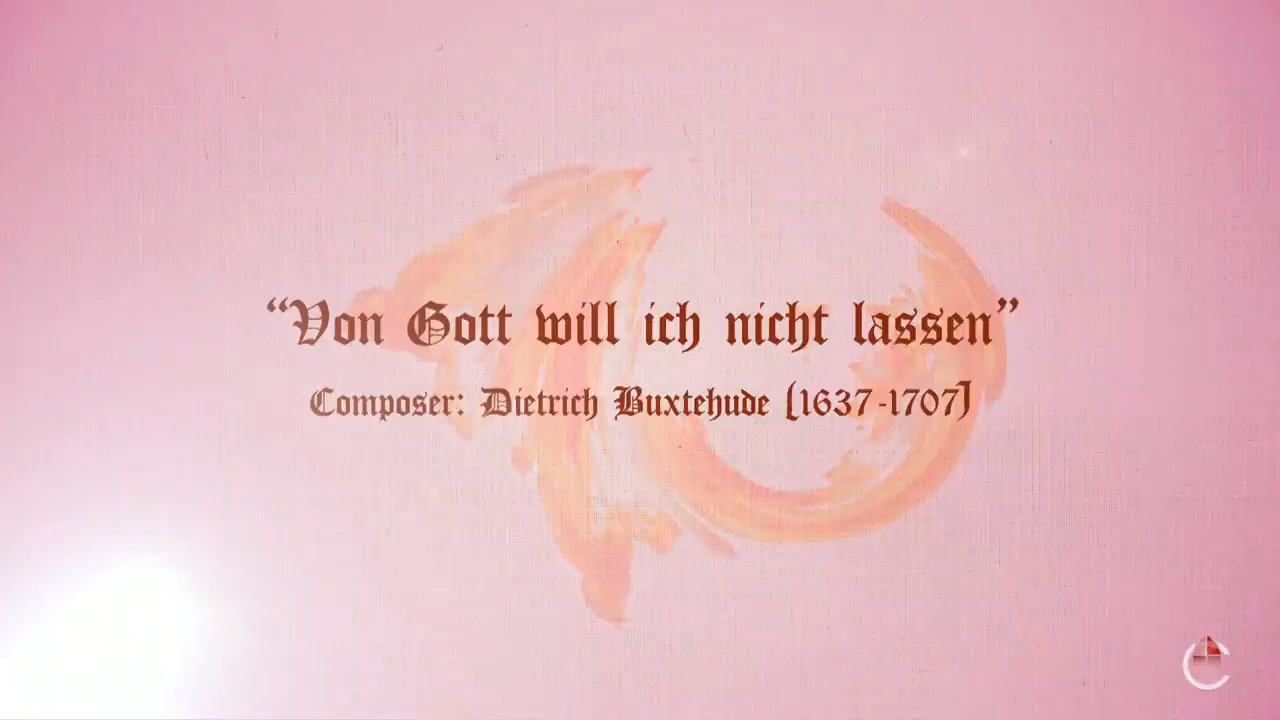 “Von Gott will ich nicht lassen”
Composer: Dietrich Buxtehude (1637-1707)